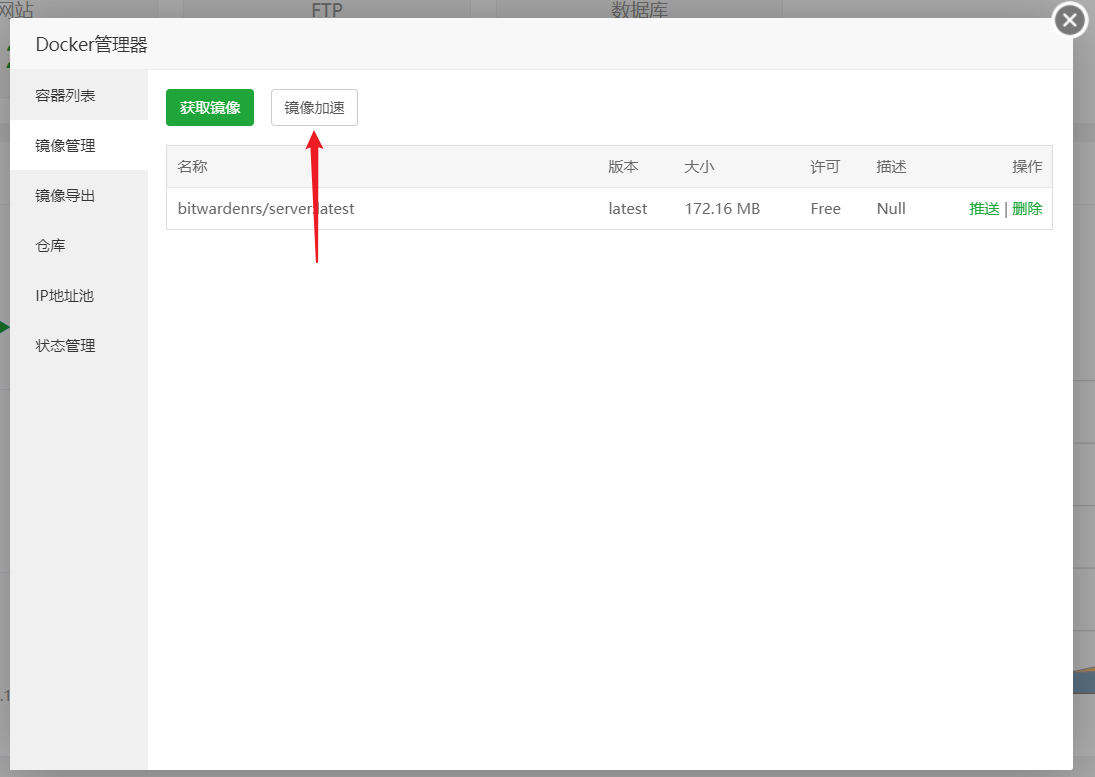 网站 FTP 数据库
Docker管理器
容器列表
镜像管理
镜像导出
仓库
IP地址池
状态管理
获取镜像 镜像加速
名称 版本 大小 许可 描述 操作
bitwardenrs/server:latest latest 172.16 MB Free Null 推送 | 删除
.1